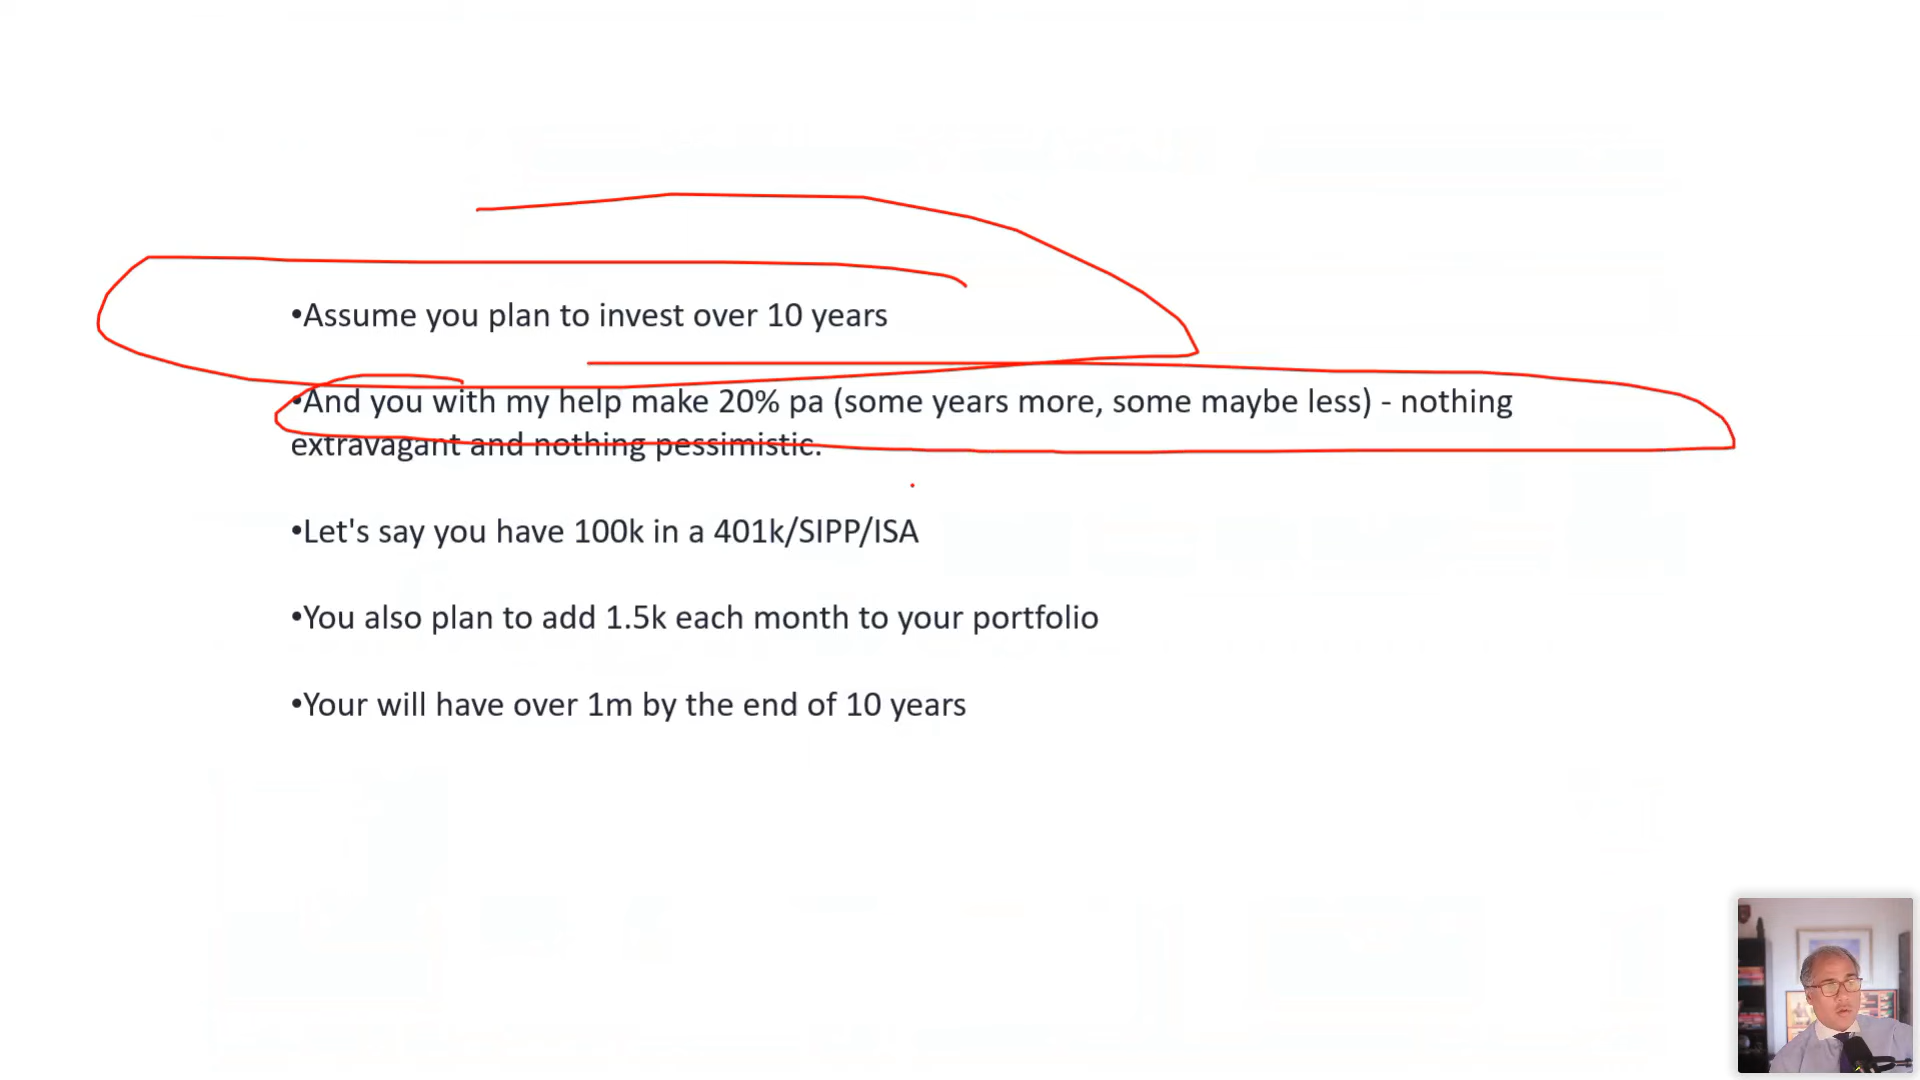 •Assume you plan to invest over 10 years
•And you with my help make 20% pa (some years more, some maybe less) - nothing
extravagant and nothing pessimistic.
•Let's say you have 100k in a 401k/SIPP/ISA
•You also plan to add 1.5k each month to your portfolio
•Your will have over 1m by the end of 10 years